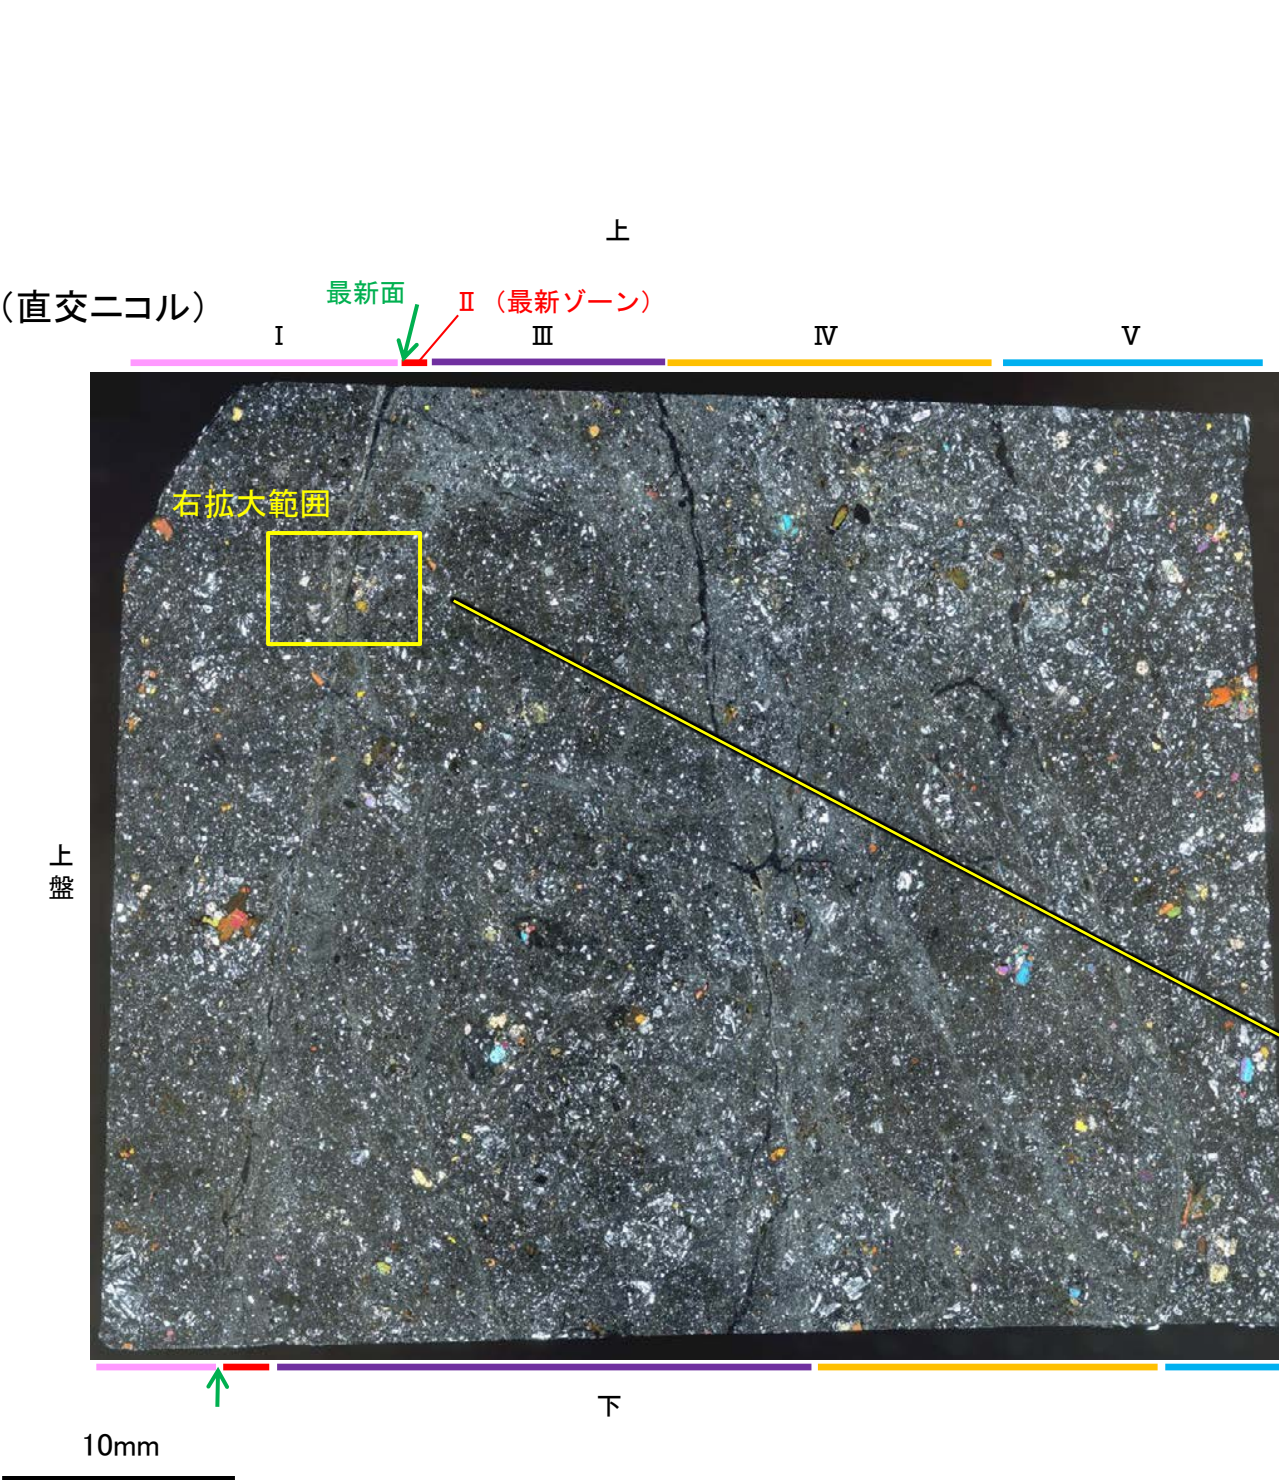 上
（直交ニコル）
最新面
Ⅱ（最新ゾーン）
Ⅰ
Ⅲ
Ⅳ
Ⅴ
右拡大範囲
上盤
下
10mm